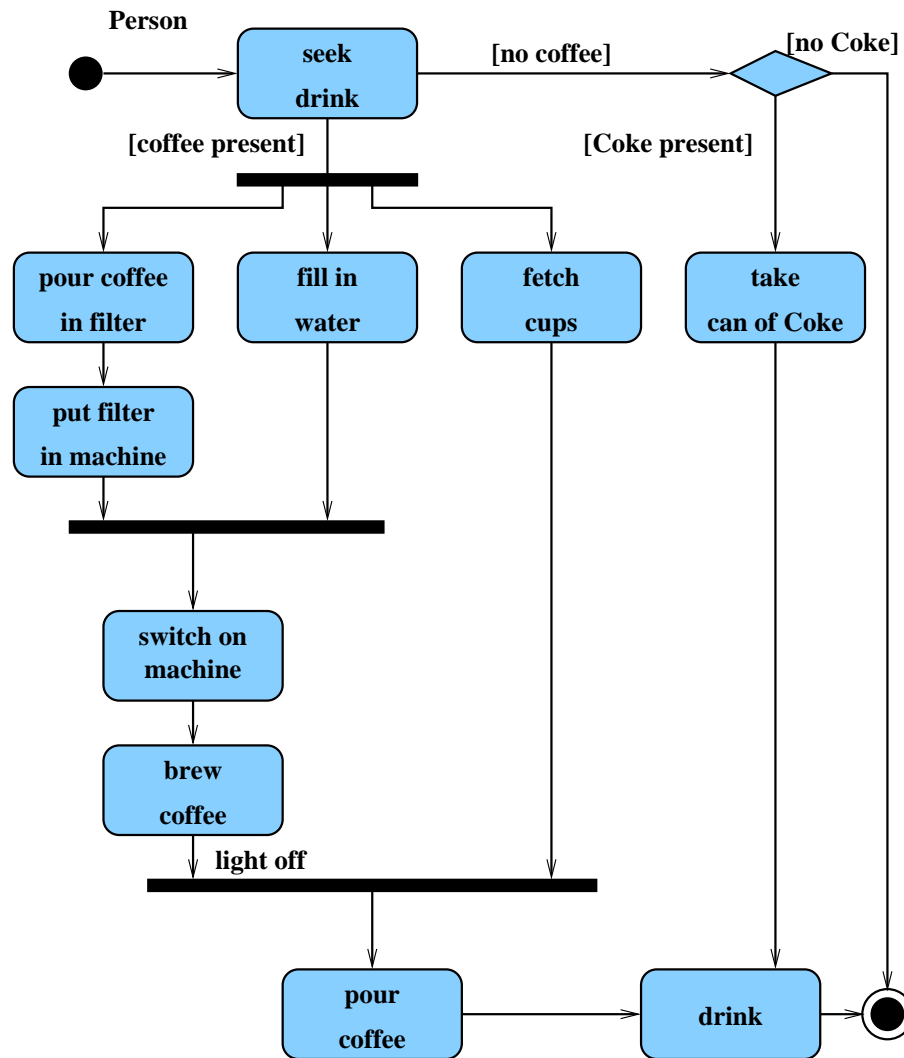 Person
[no Coke]
seek
drink
[no coffee]
[coffee present]
[Coke present]
pour coffee
in filter
fill in
water
fetch
cups
take
can of Coke
put filter
in machine
switch on
machine
brew
coffee
light off
pour
coffee
drink